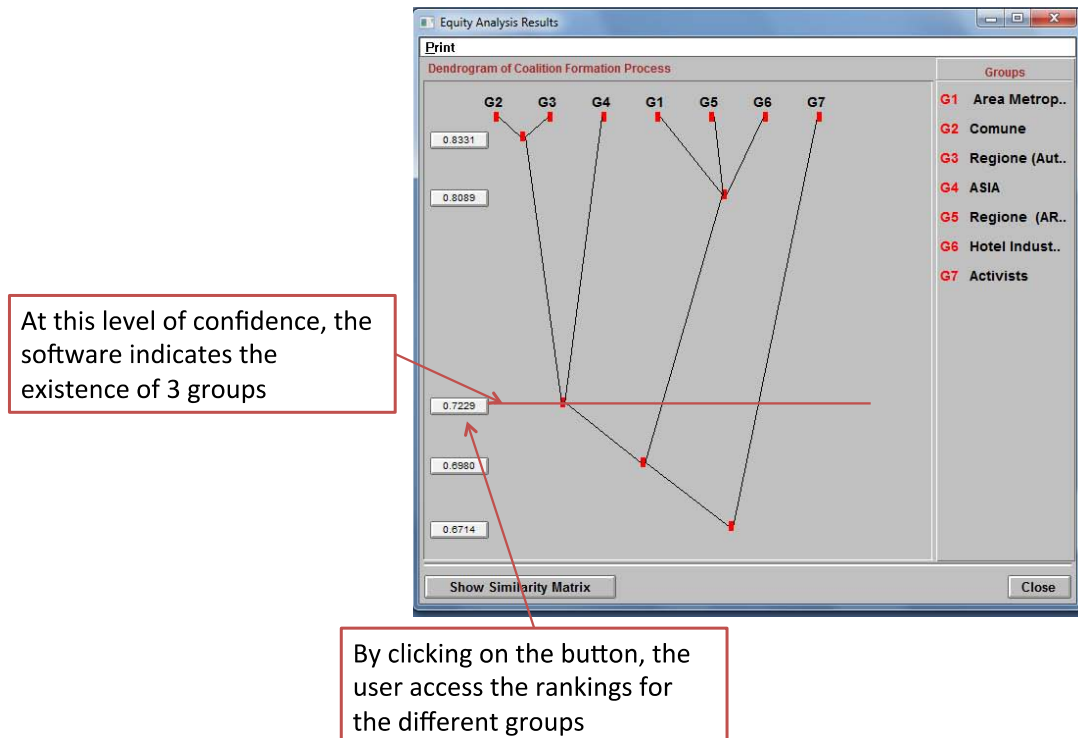 Equity Analysis Results
Print
Dendrogram of Coalition Formation Process
Groups
G2 G3 G4 G1 G5 G6 G7
0.8331
0.8089
0.7229
0.6980
0.6714
G1 Area Metrop..
G2 Comune
G3 Regione (Aut..
G4 ASIA
G5 Regione (AR..
G6 Hotel Indust..
G7 Activists
Show Similarity Matrix
Close
At this level of confidence, the
software indicates the
existence of 3 groups
By clicking on the button, the
user access the rankings for
the different groups